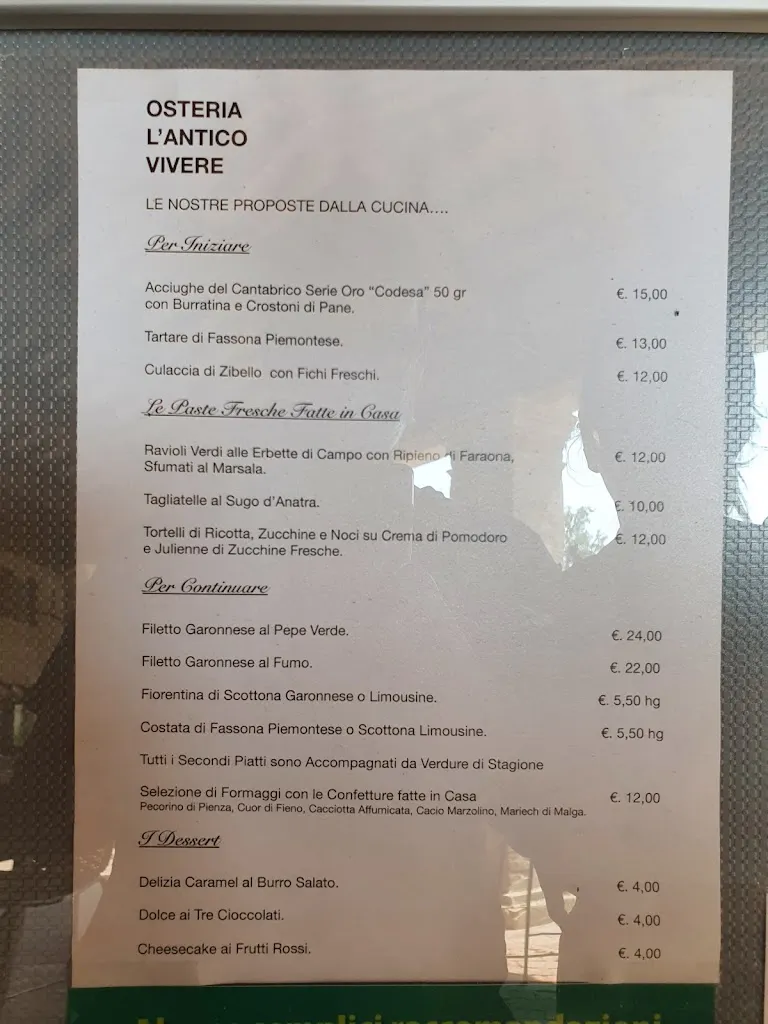 OSTERIA
L'ANTICO
VIVERE
LE NOSTRE PROPOSTE DALLA CUCINA....
Per Iniziare
Acciughe del Cantabrico Serie Oro "Codesa" 50 gr
con Burratina e Crostoni di Pane. €. 15,00
Tartare di Fassona Piemontese. €. 13,00
Culaccia di Zibello con Fichi Freschi. €. 12,00
Le Paste Fresche Fatte in Casa
Ravioli Verdi alle Erbette di Campo con Ripieno di Faraona, €. 12,00
Sfumati al Marsala.
Tagliatelle al Sugo d'Anatra. €. 10,00
Tortelli di Ricotta, Zucchine e Noci su Crema di Pomodoro €. 12,00
e Julienne di Zucchine Fresche.
Per Continuare
Filetto Garonnese al Pepe Verde. €. 24,00
Filetto Garonnese al Fumo. €. 22,00
Fiorentina di Scottona Garonnese o Limousine. €. 5,50 hg
Costata di Fassona Piemontese o Scottona Limousine. €. 5,50 hg
Tutti i Secondi Piatti sono Accompagnati da Verdure di Stagione
Selezione di Formaggi con le Confetture fatte in Casa €. 12,00
Pecorino di Pienza, Cuor di Fieno, Cacciotta Affumicata, Cacio Marzolino, Mariech di Malga.
I Dessert
Delizia Caramel al Burro Salato. €. 4,00
Dolce ai Tre Cioccolati. €. 4,00
Cheesecake ai Frutti Rossi. €. 4,00